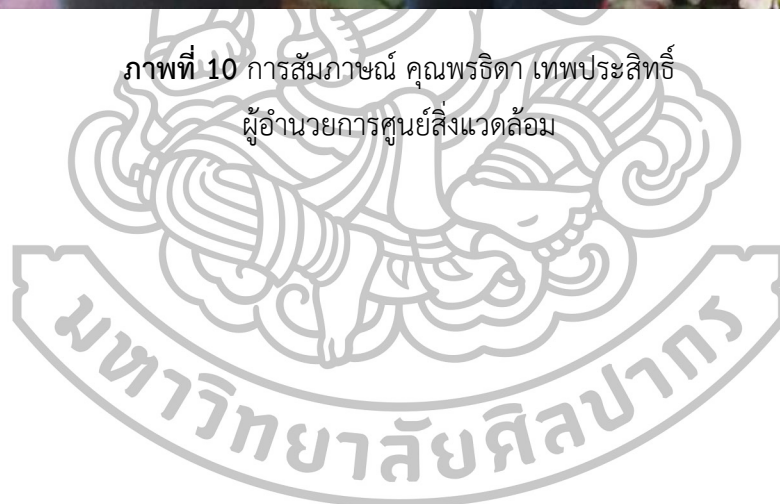 ภาพที่ 10 การสัมภาษณ์ คุณพรธิดา เทพประสิทธิ์
ผู้อำนวยการศูนย์สิ่งแวดล้อม
มหาวิทยาลัยศิลปากร